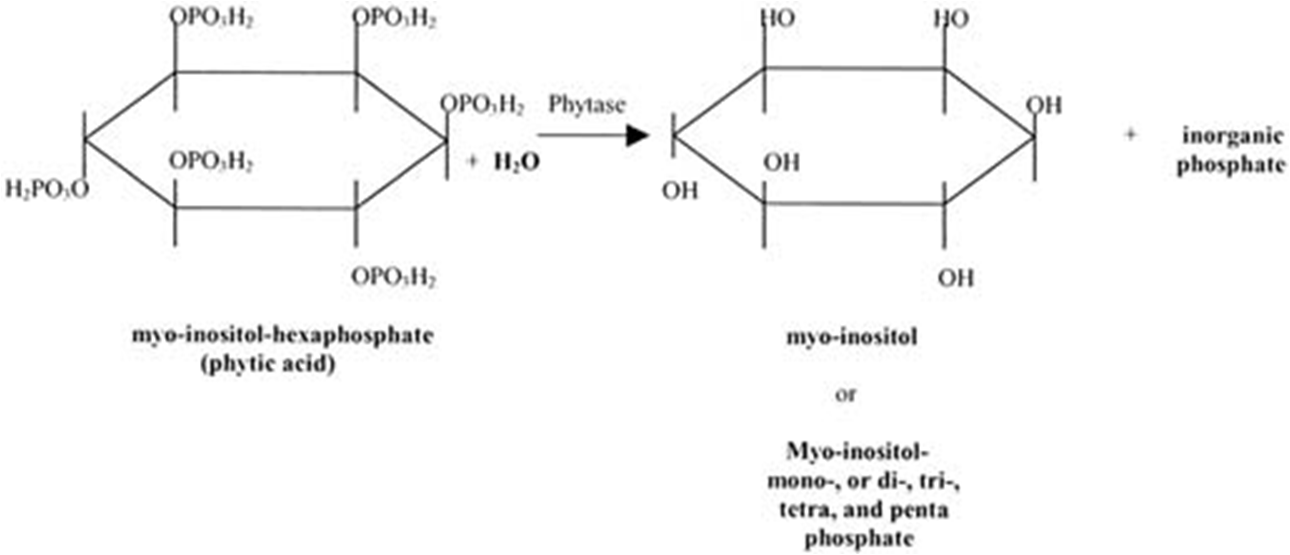 OPO₃H₂ OPO₃H₂
OPO₃H₂
OPO₃H₂
H₂PO₃O
OPO₃H₂
+ H₂O
Phytase
HO HO
OH
OH
OH
OH
+ inorganic
phosphate
myo-inositol-hexaphosphate
(phytic acid)
myo-inositol
or
Myo-inositol-
mono-, or di-, tri-,
tetra, and penta
phosphate